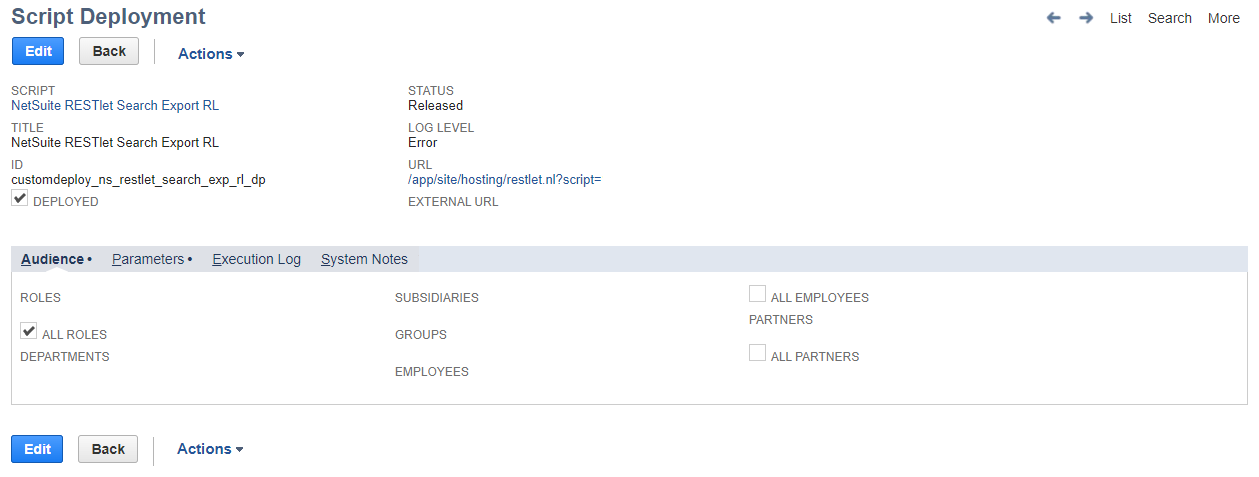 Script Deployment
List Search More
Edit Back Actions
SCRIPT
NetSuite RESTlet Search Export RL
TITLE
NetSuite RESTlet Search Export RL
ID
customdeploy_ns_restlet_search_exp_rl_dp
DEPLOYED
STATUS
Released
LOG LEVEL
Error
URL
/app/site/hosting/restlet.nl?script=
EXTERNAL URL
Audience • Parameters • Execution Log System Notes
ROLES
ALL ROLES
DEPARTMENTS
SUBSIDIARIES
GROUPS
EMPLOYEES
ALL EMPLOYEES
PARTNERS
ALL PARTNERS
Edit Back Actions